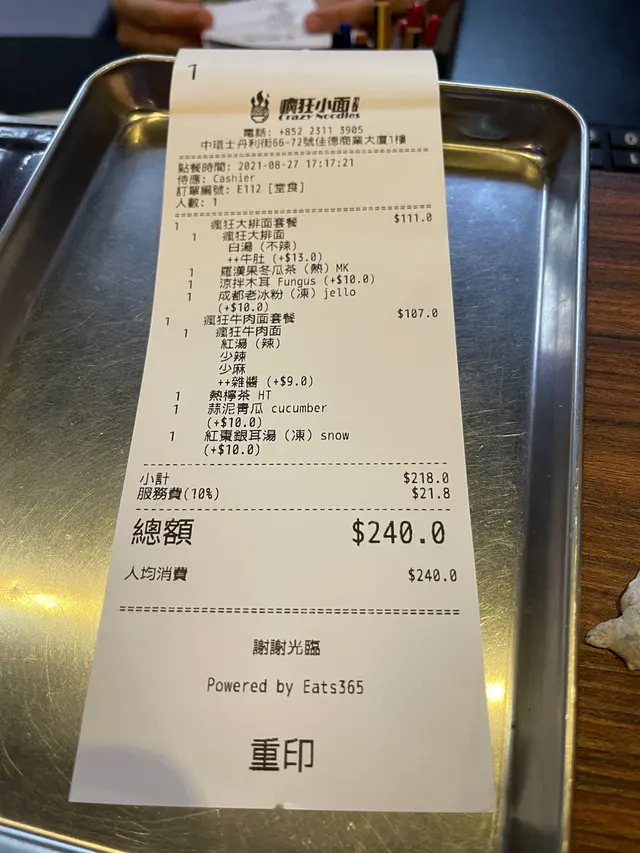 1
瘋狂小面
Crazy Noodles
電話: +852 2311 3905
中環士丹利街66-72號佳德商業大廈1樓
點餐時間: 2021-08-27 17:17:21
侍應: Cashier
訂單編號: E112 [堂食]
人數: 1
1 瘋狂大排面套餐 $111.0
1 瘋狂大排面
白湯 (不辣)
++牛肚 (+$13.0)
1 羅漢果冬瓜茶 (熱) MK
1 涼拌木耳 Fungus (+$10.0)
1 成都老冰粉 (凍) jello
(+$10.0)
1 瘋狂牛肉面套餐 $107.0
1 瘋狂牛肉面
紅湯 (辣)
少辣
少麻
++雜醬 (+$9.0)
1 熱檸茶 HT
1 蒜泥青瓜 cucumber
(+$10.0)
1 紅棗銀耳湯 (凍) snow
(+$10.0)
小計 $218.0
服務費(10%) $21.8
總額 $240.0
人均消費 $240.0
謝謝光臨
Powered by Eats365
重印